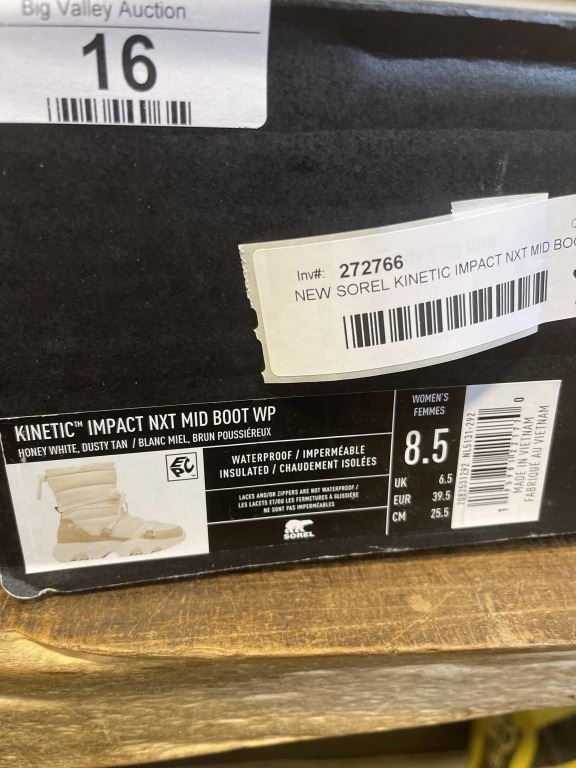 Big Valley Auction
16
Inv#: 272766
NEW SOREL KINETIC IMPACT NXT MID BOO
KINETIC™ IMPACT NXT MID BOOT WP
HONEY WHITE, DUSTY TAN / BLANC MIEL, BRUN POUSSIÉREUX
WATERPROOF / IMPERMÉABLE
INSULATED / CHAUDEMENT ISOLÉES
LACES AND/OR ZIPPERS ARE NOT WATERPROOF /
LES LACETS ET/OU LES FERMETURES À GLISSIÈRE
NE SONT PAS IMPERMÉABLES
SOREL
WOMEN'S
FEMMES
8.5
UK 6.5
EUR 39.5
CM 25.5
MADE IN VIETNAM
FABRIQUÉ AU VIETNAM